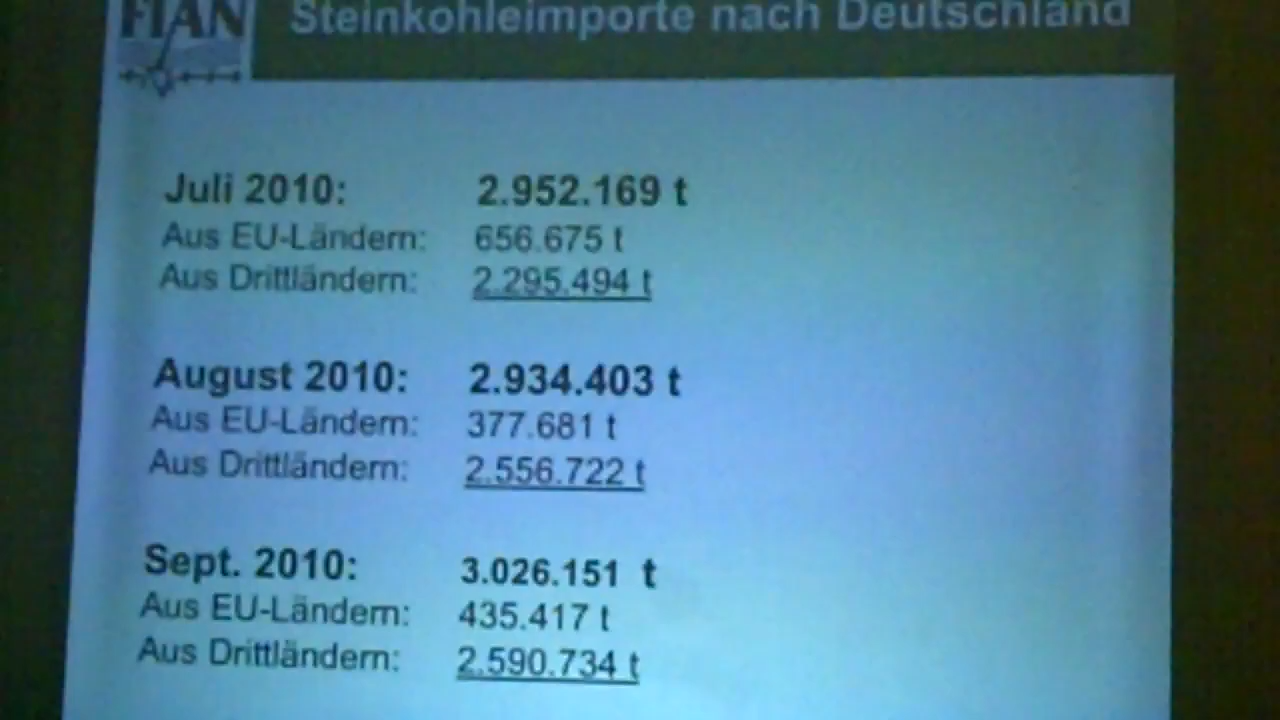 FIAN
Steinkohleimporte nach Deutschland
Juli 2010: 2.952.169 t
Aus EU-Ländern: 656.675 t
Aus Drittländern: 2.295.494 t
August 2010: 2.934.403 t
Aus EU-Ländern: 377.681 t
Aus Drittländern: 2.556.722 t
Sept. 2010: 3.026.151 t
Aus EU-Ländern: 435.417 t
Aus Drittländern: 2.590.734 t